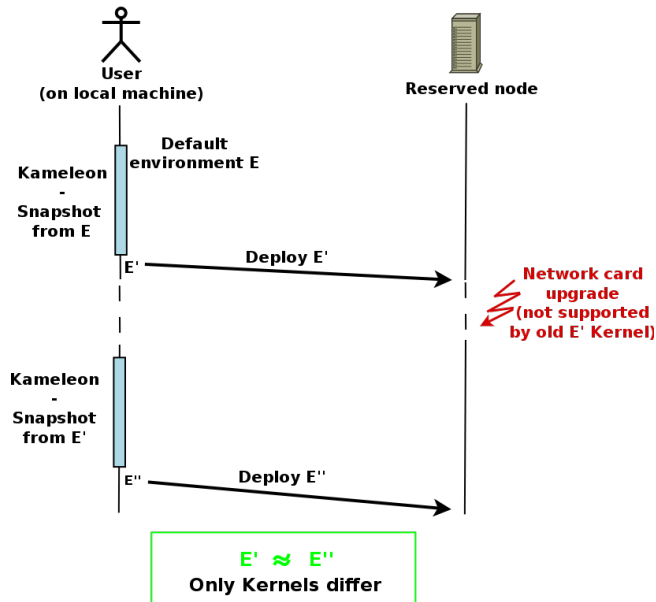 User
(on local machine)
Reserved node
Default
environment E
Kameleon
-
Snapshot
from E
E'
Deploy E'
Network card
upgrade
(not supported
by old E' Kernel)
Kameleon
-
Snapshot
from E'
E''
Deploy E''
E' ≈ E''
Only Kernels differ